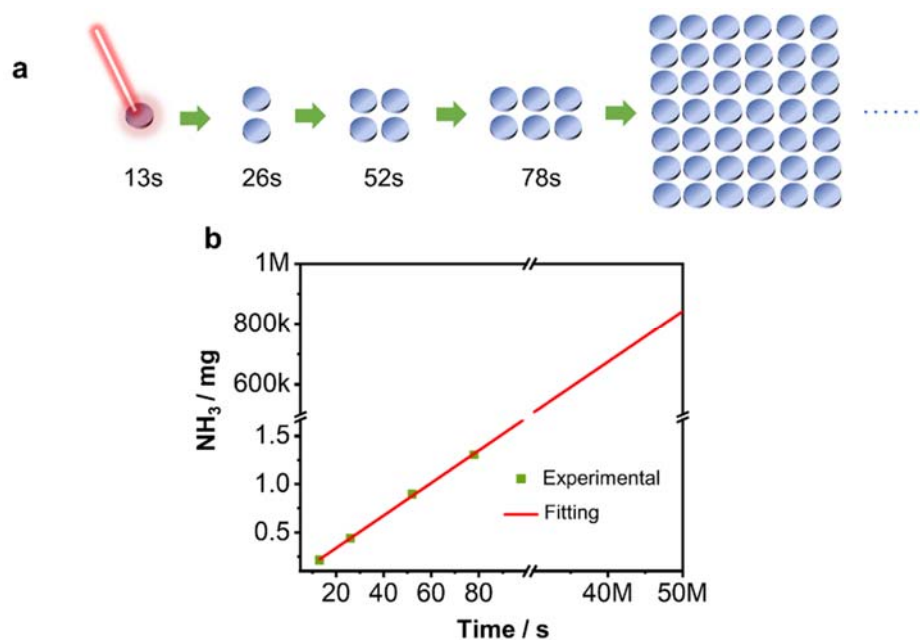 a
13s
26s
52s
78s
......
b
1M
800k
600k
1.5
1.0
0.5
NH₃ / mg
Experimental
Fitting
20 40 60 80 40M 50M
Time / s